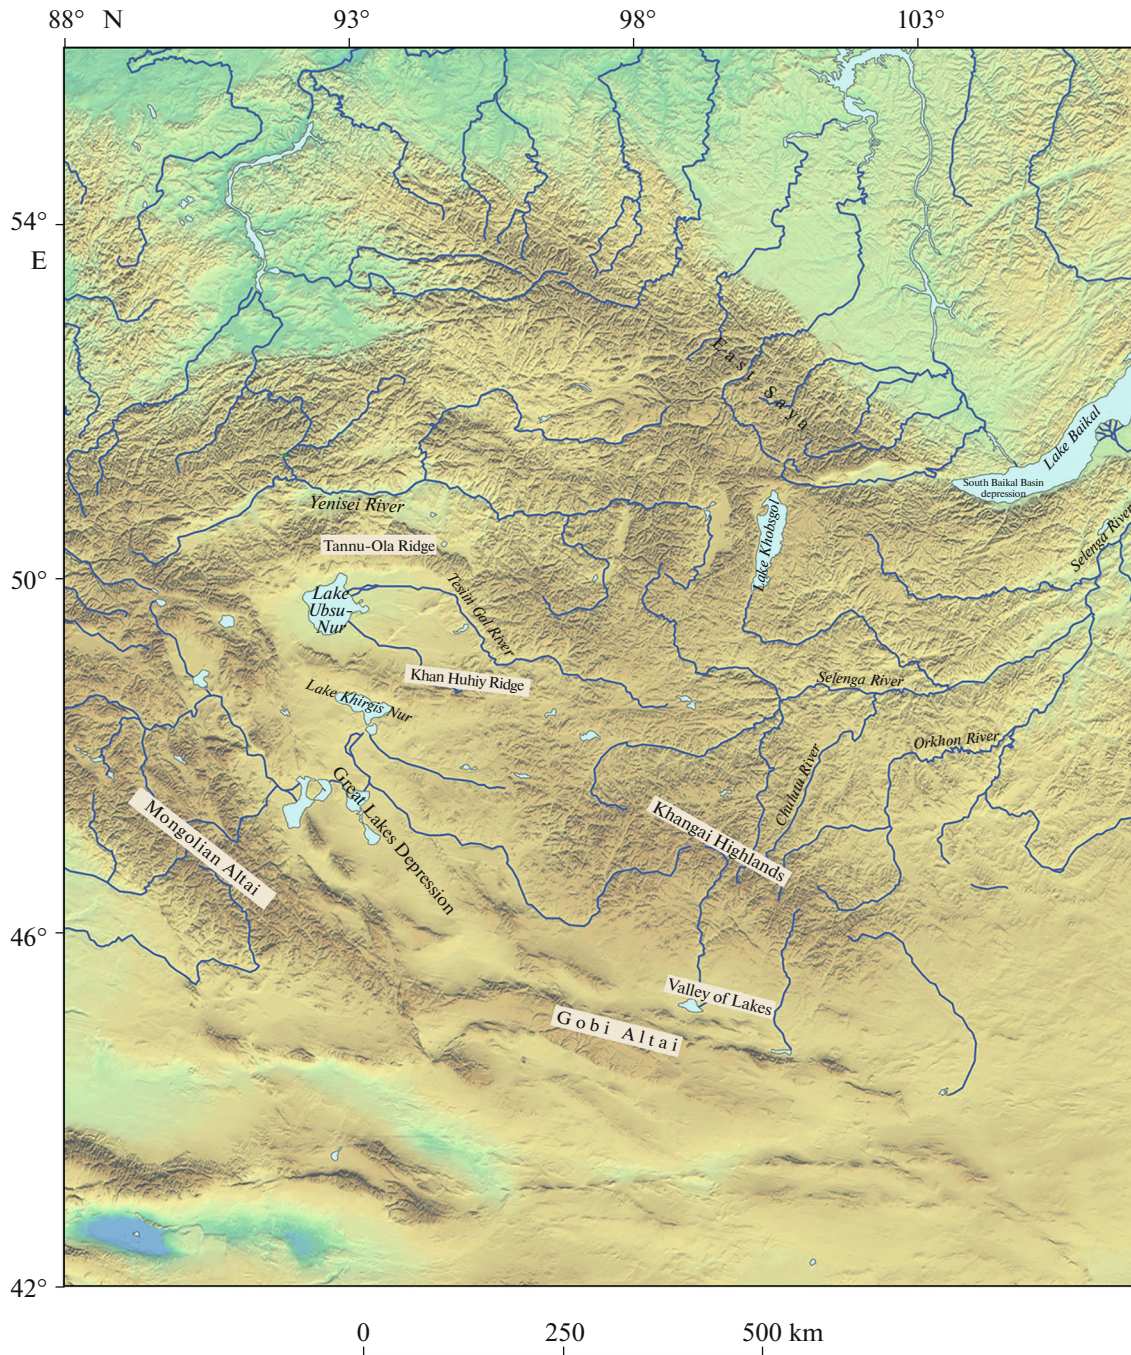 88° N 93° 98° 103°
54°
E
East Saya
Lake Baikal
South Baikal Basin
depression
Yenisei River
Selenga River
Tannu-Ola Ridge
Lake Khobsgol
50°
Lake
Ubsu-
Nur
Tesiin Gol River
Khan Huhiy Ridge
Selenga River
Lake Khirgis Nur
Orkhon River
Chulutu River
Great Lakes Depression
Mongolian Altai
Khangai Highlands
46°
Valley of Lakes
Gobi Altai
42°
0 250 500 km